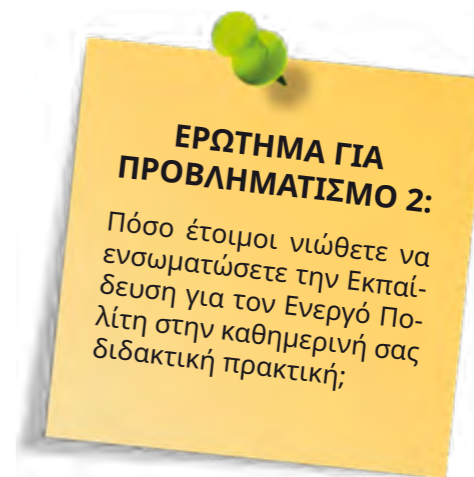 ΕΡΩΤΗΜΑ ΓΙΑ
ΠΡΟΒΛΗΜΑΤΙΣΜΟ 2:
Πόσο έτοιμοι νιώθετε να
ενσωματώσετε την Εκπαί-
δευση για τον Ενεργό Πο-
λίτη στην καθημερινή σας
διδακτική πρακτική;